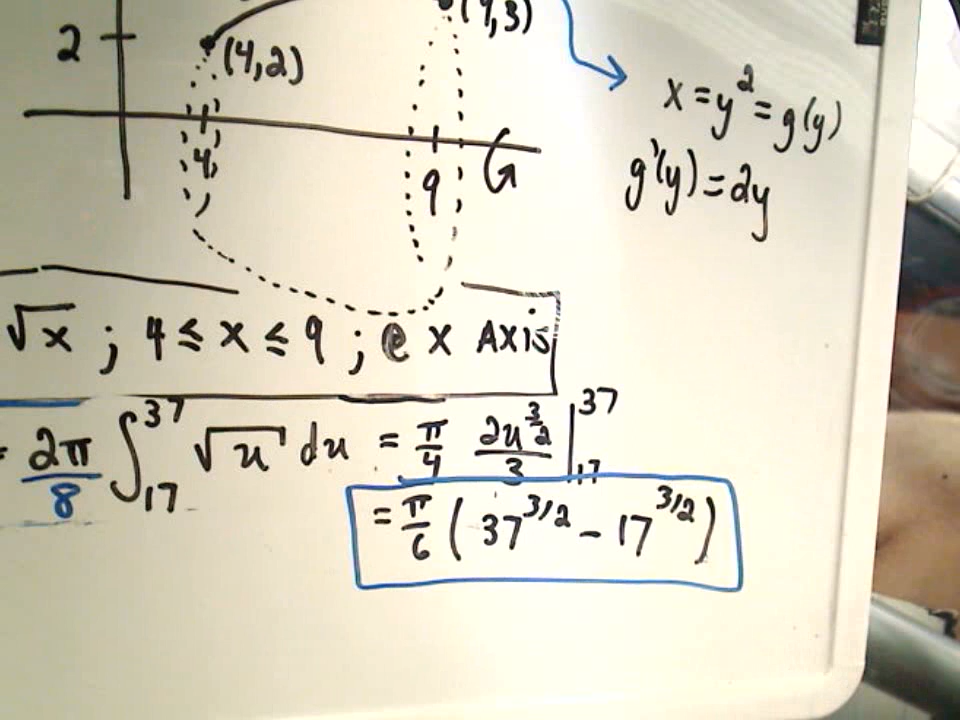 (9,3)
2
(4,2)
x = y² = g(y)
4
9
g'(y) = 2y
√x ; 4 ≤ x ≤ 9 ; @ x Axis
= 2π/8 ∫₁₇³⁷ √u du = π/4 2u^(3/2)/3 |₁₇³⁷
= π/6 ( 37^(3/2) − 17^(3/2) )